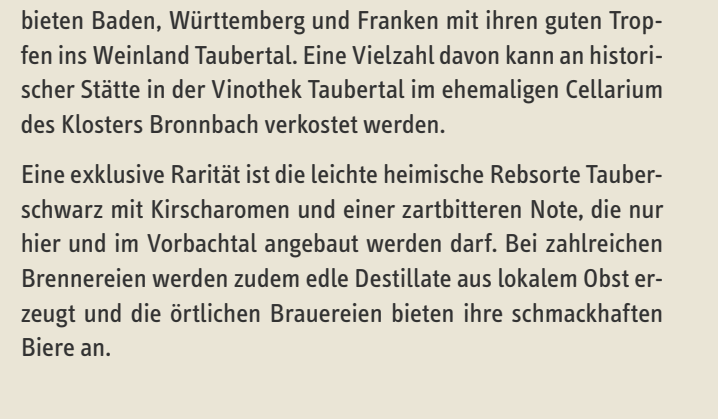 bieten Baden, Württemberg und Franken mit ihren guten Trop-
fen ins Weinland Taubertal. Eine Vielzahl davon kann an histori-
scher Stätte in der Vinothek Taubertal im ehemaligen Cellarium
des Klosters Bronnbach verkostet werden.
Eine exklusive Rarität ist die leichte heimische Rebsorte Tauber-
schwarz mit Kirscharomen und einer zartbitteren Note, die nur
hier und im Vorbachtal angebaut werden darf. Bei zahlreichen
Brennereien werden zudem edle Destillate aus lokalem Obst er-
zeugt und die örtlichen Brauereien bieten ihre schmackhaften
Biere an.